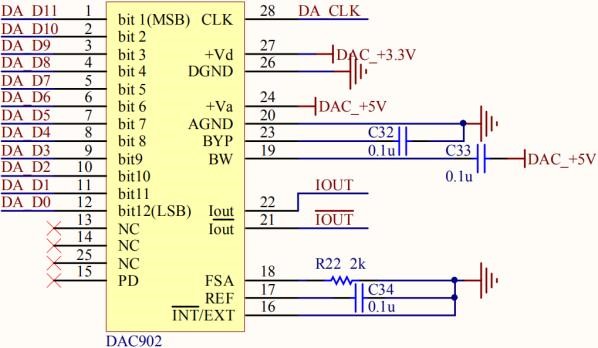 DA_D11 1 bit 1(MSB) CLK 28 DA_CLK
DA_D10 2 bit 2
DA_D9 3 bit 3 +Vd 27 DAC_+3.3V
DA_D8 4 bit 4 DGND 26
DA_D7 5 bit 5
DA_D6 6 bit 6 +Va 24 DAC_+5V
DA_D5 7 bit 7 AGND 20
DA_D4 8 bit 8 BYP 23 C32 0.1u
DA_D3 9 bit9 BW 19 C33 0.1u DAC_+5V
DA_D2 10 bit10
DA_D1 11 bit11 IOUT
DA_D0 12 bit12(LSB) Iout 22
13 NC Iout 21 IOUT
14 NC
25 NC
15 PD FSA 18 R22 2k
REF 17 C34 0.1u
INT/EXT 16
DAC902